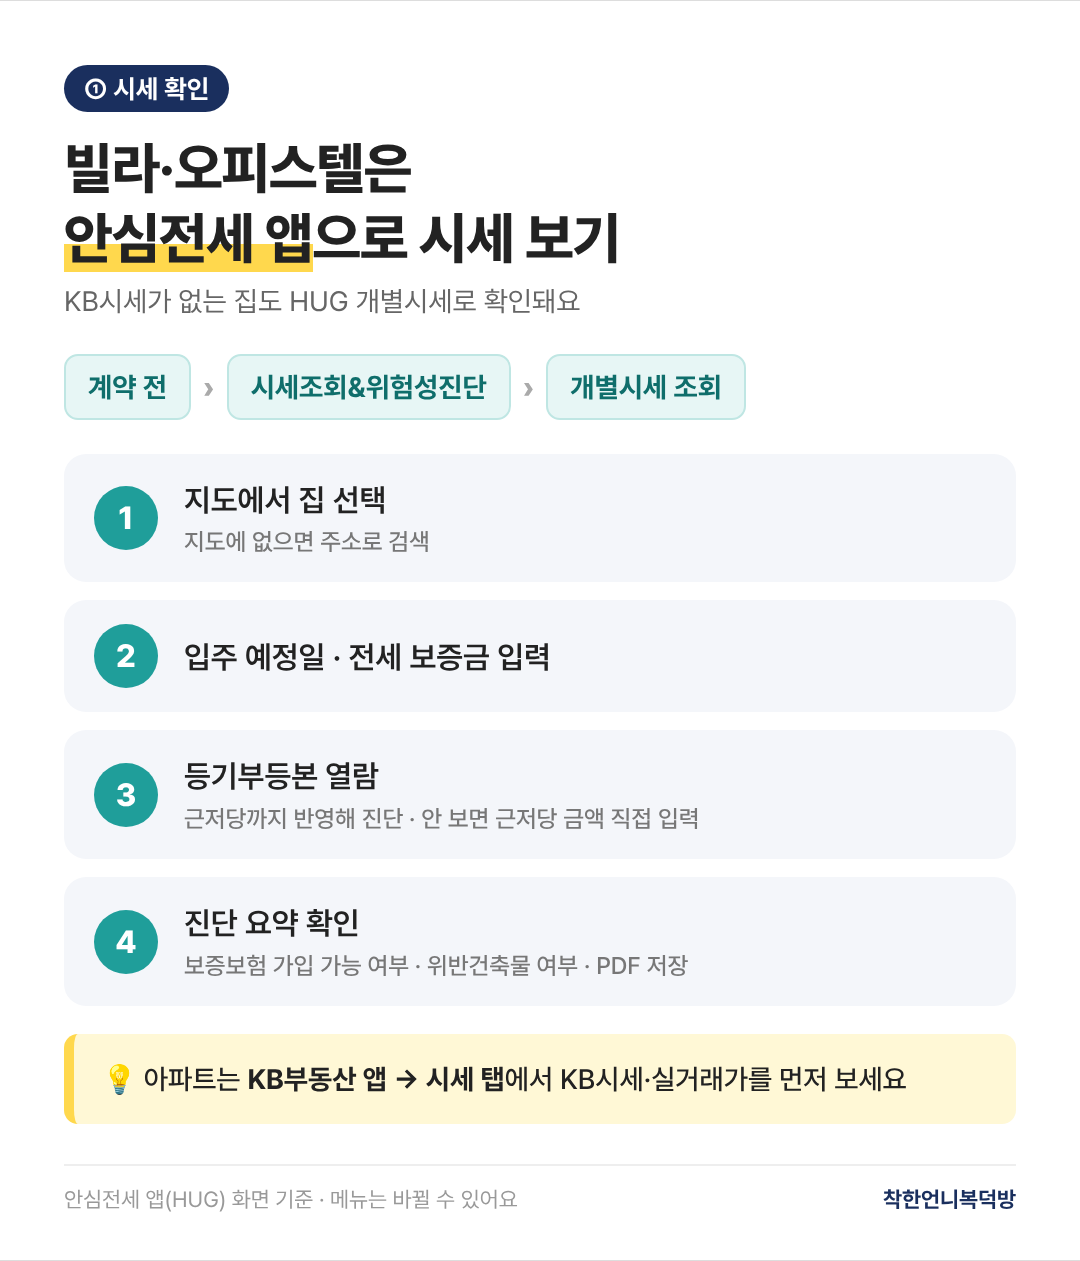 ① 시세 확인
빌라·오피스텔은
안심전세 앱으로 시세 보기
KB시세가 없는 집도 HUG 개별시세로 확인돼요
계약 전 › 시세조회&위험성진단 › 개별시세 조회
1 지도에서 집 선택
지도에 없으면 주소로 검색
2 입주 예정일 · 전세 보증금 입력
3 등기부등본 열람
근저당까지 반영해 진단 · 안 보면 근저당 금액 직접 입력
4 진단 요약 확인
보증보험 가입 가능 여부 · 위반건축물 여부 · PDF 저장
💡 아파트는 KB부동산 앱 → 시세 탭에서 KB시세·실거래가를 먼저 보세요
안심전세 앱(HUG) 화면 기준 · 메뉴는 바뀔 수 있어요
착한언니복덕방